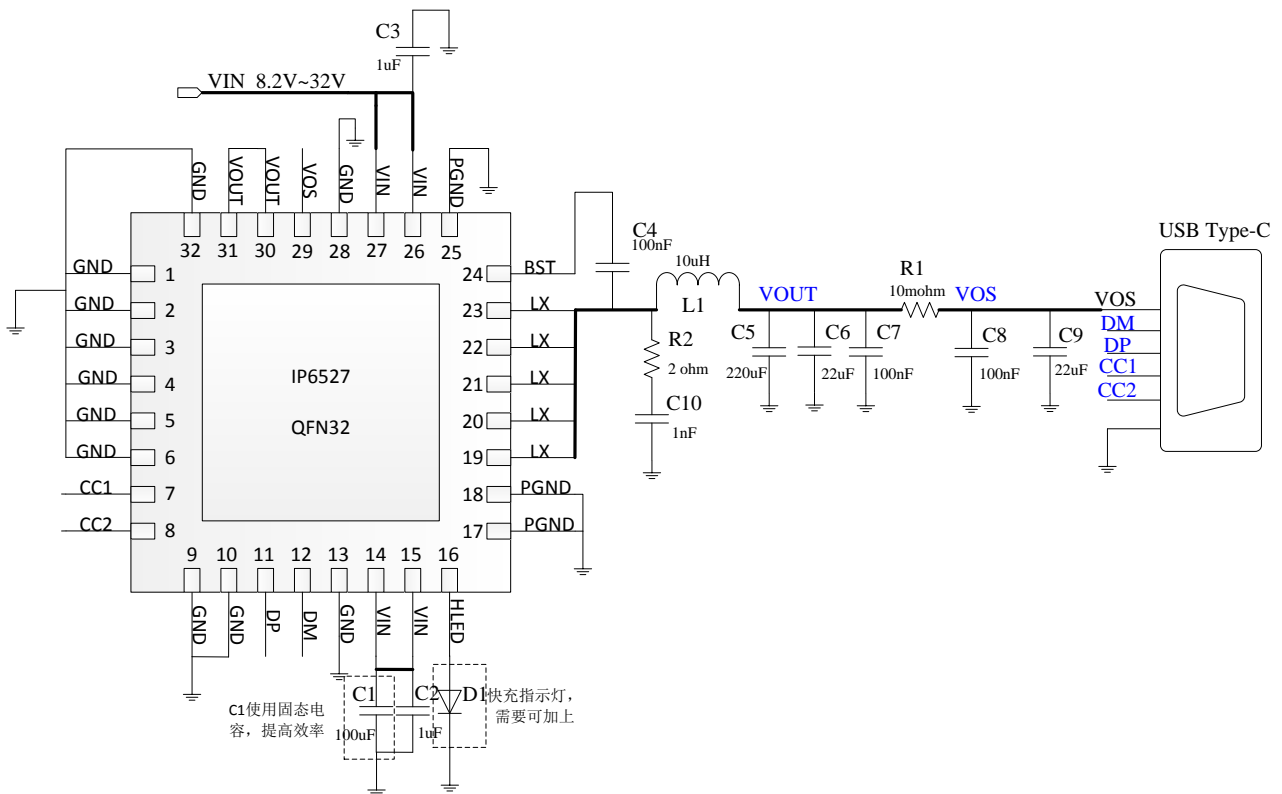 C3
1uF
VIN 8.2V~32V
GND
VOUT
VOUT
VOS
GND
VIN
VIN
PGND
32
31
30
29
28
27
26
25
GND
1
GND
2
GND
3
GND
4
GND
5
GND
6
CC1
7
CC2
8
IP6527
QFN32
24
BST
23
LX
22
LX
21
LX
20
LX
19
LX
18
PGND
17
PGND
9
10
11
12
13
14
15
16
GND
GND
DP
DM
GND
VIN
VIN
HLED
C1使用固态电
容，提高效率
C1
100uF
C2
1uF
D1
快充指示灯，
需要可加上
C4
100nF
10uH
L1
R2
2 ohm
C10
1nF
VOUT
C5
220uF
C6
22uF
C7
100nF
R1
10mohm
VOS
C8
100nF
C9
22uF
USB Type-C
VOS
DM
DP
CC1
CC2